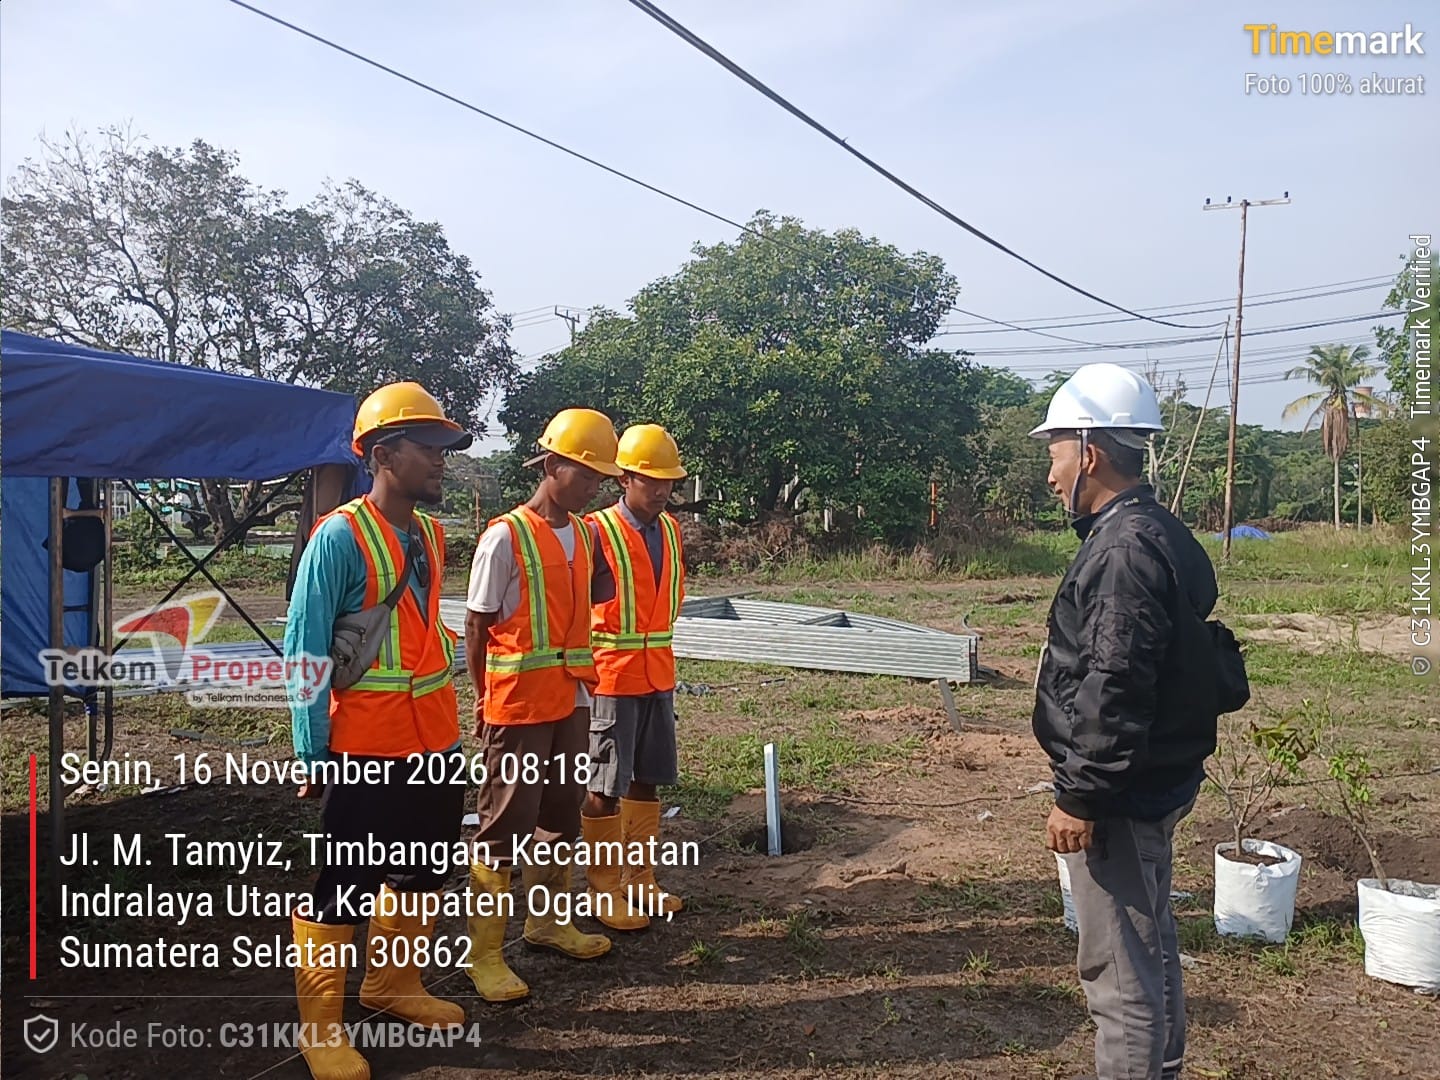 Timemark
Foto 100% akurat
C31KKL3YMBGAP4 Timemark Verified
Telkom Property
by Telkom Indonesia
Senin, 16 November 2026 08:18
Jl. M. Tamyiz, Timbangan, Kecamatan
Indralaya Utara, Kabupaten Ogan Ilir,
Sumatera Selatan 30862
Kode Foto: C31KKL3YMBGAP4